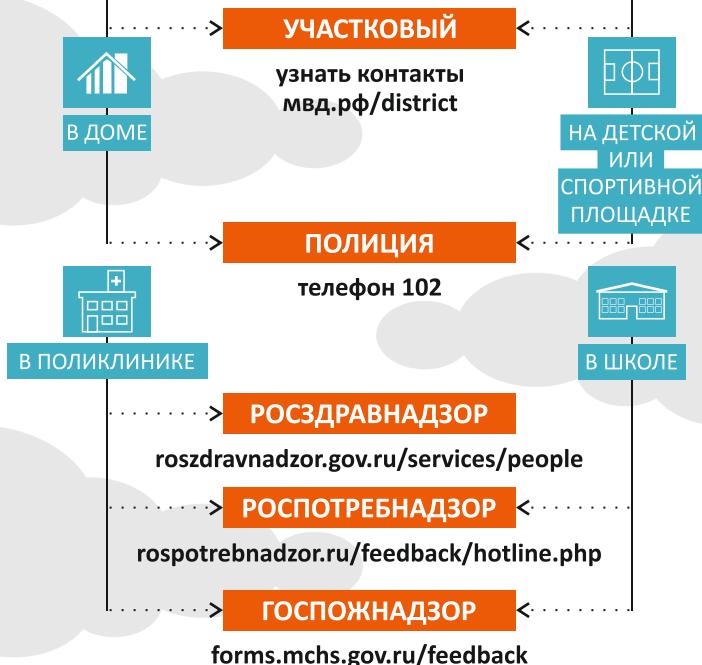 УЧАСТКОВЫЙ
узнать контакты
мвд.рф/district
В ДОМЕ
НА ДЕТСКОЙ
ИЛИ
СПОРТИВНОЙ
ПЛОЩАДКЕ
ПОЛИЦИЯ
телефон 102
В ПОЛИКЛИНИКЕ
В ШКОЛЕ
РОСЗДРАВНАДЗОР
roszdravnadzor.gov.ru/services/people
РОСПОТРЕБНАДЗОР
rospotrebnadzor.ru/feedback/hotline.php
ГОСПОЖНАДЗОР
forms.mchs.gov.ru/feedback